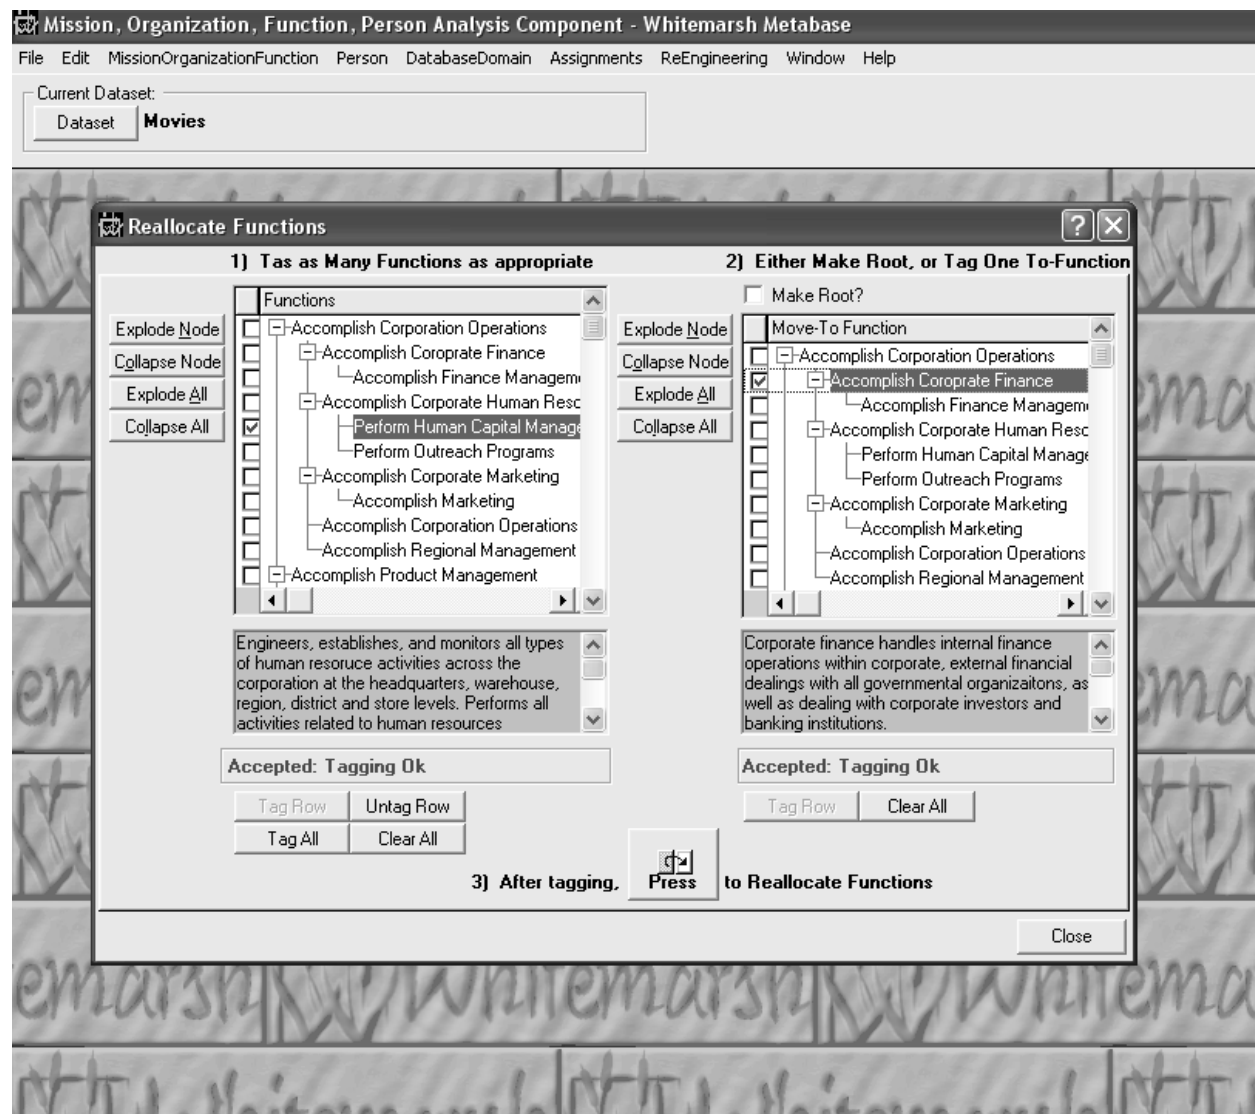 Mission, Organization, Function, Person Analysis Component - Whitemarsh Metabase
File Edit MissionOrganizationFunction Person DatabaseDomain Assignments ReEngineering Window Help
Current Dataset:
Dataset Movies
Reallocate Functions
1) Tas as Many Functions as appropriate
2) Either Make Root, or Tag One To-Function
Explode Node
Collapse Node
Explode All
Collapse All
Functions
Accomplish Corporation Operations
Accomplish Coroprate Finance
Accomplish Finance Managem
Accomplish Corporate Human Resc
Perform Human Capital Manage
Perform Outreach Programs
Accomplish Corporate Marketing
Accomplish Marketing
Accomplish Corporation Operations
Accomplish Regional Management
Accomplish Product Management
Engineers, establishes, and monitors all types
of human resoruce activities across the
corporation at the headquarters, warehouse,
region, district and store levels. Performs all
activities related to human resources
Accepted: Tagging Ok
Tag Row Untag Row
Tag All Clear All
Make Root?
Explode Node
Collapse Node
Explode All
Collapse All
Move-To Function
Accomplish Corporation Operations
Accomplish Coroprate Finance
Accomplish Finance Managem
Accomplish Corporate Human Resc
Perform Human Capital Manage
Perform Outreach Programs
Accomplish Corporate Marketing
Accomplish Marketing
Accomplish Corporation Operations
Accomplish Regional Management
Corporate finance handles internal finance
operations within corporate, external financial
dealings with all governmental organizaitons, as
well as dealing with corporate investors and
banking institutions.
Accepted: Tagging Ok
Tag Row Clear All
3) After tagging, Press to Reallocate Functions
Close
Whitemarsh